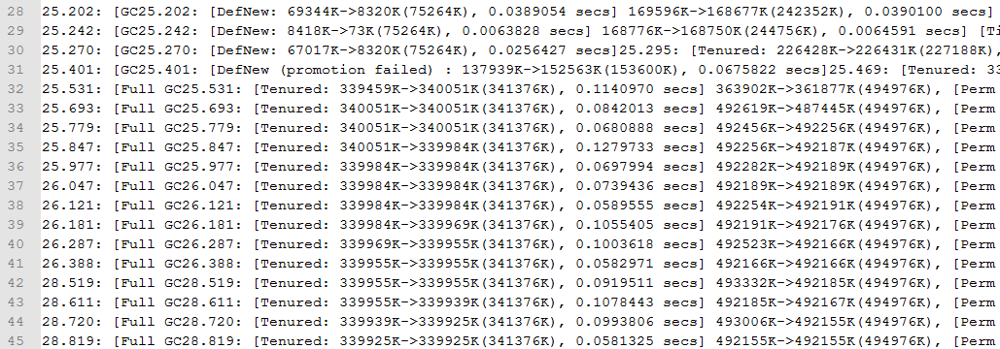 28 25.202: [GC25.202: [DefNew: 69344K->8320K(75264K), 0.0389054 secs] 169596K->168677K(242352K), 0.0390100 secs]
29 25.242: [GC25.242: [DefNew: 8418K->73K(75264K), 0.0063828 secs] 168776K->168750K(244756K), 0.0064591 secs] [Ti
30 25.270: [GC25.270: [DefNew: 67017K->8320K(75264K), 0.0256427 secs]25.295: [Tenured: 226428K->226431K(227188K),
31 25.401: [GC25.401: [DefNew (promotion failed) : 137939K->152563K(153600K), 0.0675822 secs]25.469: [Tenured: 33
32 25.531: [Full GC25.531: [Tenured: 339459K->340051K(341376K), 0.1140970 secs] 363902K->361877K(494976K), [Perm
33 25.693: [Full GC25.693: [Tenured: 340051K->340051K(341376K), 0.0842013 secs] 492619K->487445K(494976K), [Perm
34 25.779: [Full GC25.779: [Tenured: 340051K->340051K(341376K), 0.0680888 secs] 492456K->492256K(494976K), [Perm
35 25.847: [Full GC25.847: [Tenured: 340051K->339984K(341376K), 0.1279733 secs] 492256K->492187K(494976K), [Perm
36 25.977: [Full GC25.977: [Tenured: 339984K->339984K(341376K), 0.0697994 secs] 492282K->492189K(494976K), [Perm
37 26.047: [Full GC26.047: [Tenured: 339984K->339984K(341376K), 0.0739436 secs] 492189K->492189K(494976K), [Perm
38 26.121: [Full GC26.121: [Tenured: 339984K->339984K(341376K), 0.0589555 secs] 492254K->492191K(494976K), [Perm
39 26.181: [Full GC26.181: [Tenured: 339984K->339969K(341376K), 0.1055405 secs] 492191K->492176K(494976K), [Perm
40 26.287: [Full GC26.287: [Tenured: 339969K->339955K(341376K), 0.1003618 secs] 492523K->492166K(494976K), [Perm
41 26.388: [Full GC26.388: [Tenured: 339955K->339955K(341376K), 0.0582971 secs] 492166K->492166K(494976K), [Perm
42 28.519: [Full GC28.519: [Tenured: 339955K->339955K(341376K), 0.0919511 secs] 493332K->492185K(494976K), [Perm
43 28.611: [Full GC28.611: [Tenured: 339955K->339939K(341376K), 0.1078443 secs] 492185K->492167K(494976K), [Perm
44 28.720: [Full GC28.720: [Tenured: 339939K->339925K(341376K), 0.0993806 secs] 493006K->492155K(494976K), [Perm
45 28.819: [Full GC28.819: [Tenured: 339925K->339925K(341376K), 0.0581325 secs] 492155K->492155K(494976K), [Perm